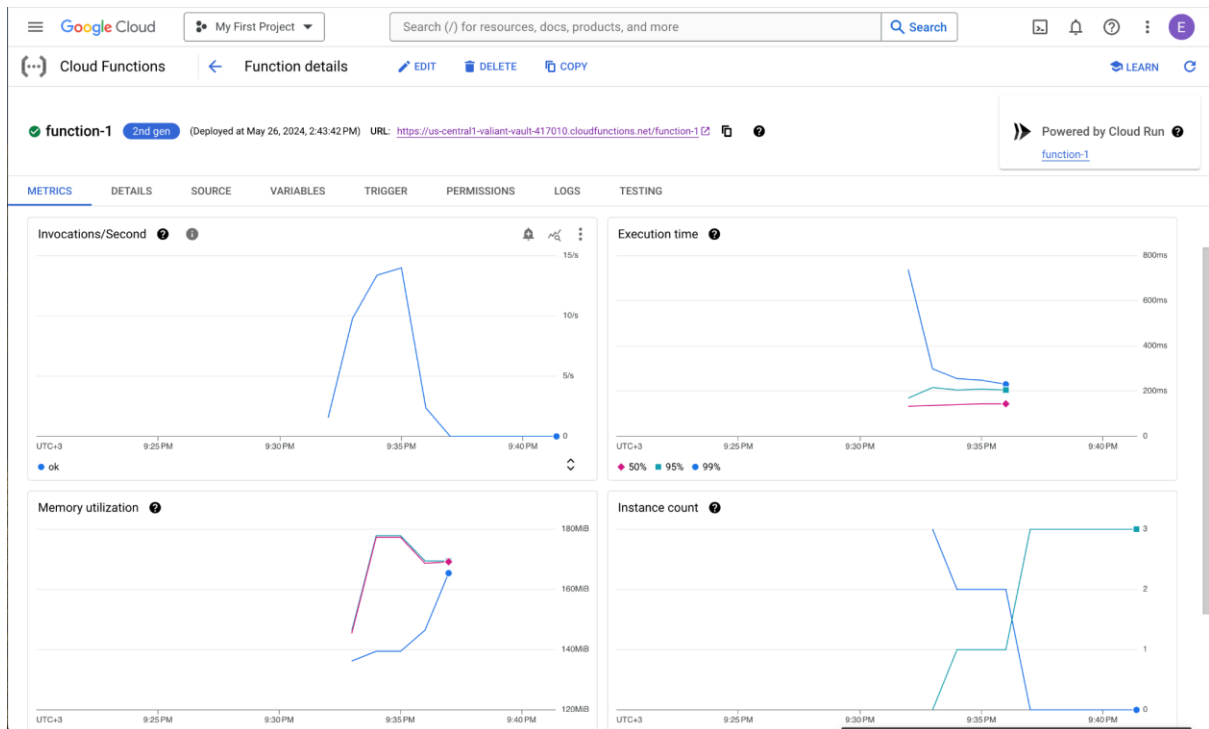 Google Cloud My First Project Search (/) for resources, docs, products, and more Search E
Cloud Functions Function details EDIT DELETE COPY LEARN
function-1 2nd gen (Deployed at May 26, 2024, 2:43:42 PM) URL: https://us-central1-valiant-vault-417010.cloudfunctions.net/function-1
Powered by Cloud Run
function-1
METRICS DETAILS SOURCE VARIABLES TRIGGER PERMISSIONS LOGS TESTING
Invocations/Second
15/s
10/s
5/s
0
UTC+3 9:25 PM 9:30 PM 9:35 PM 9:40 PM
ok
Execution time
800ms
600ms
400ms
200ms
0
UTC+3 9:25 PM 9:30 PM 9:35 PM 9:40 PM
50% 95% 99%
Memory utilization
180MiB
160MiB
140MiB
120MiB
UTC+3 9:25 PM 9:30 PM 9:35 PM 9:40 PM
Instance count
3
2
1
0
UTC+3 9:25 PM 9:30 PM 9:35 PM 9:40 PM